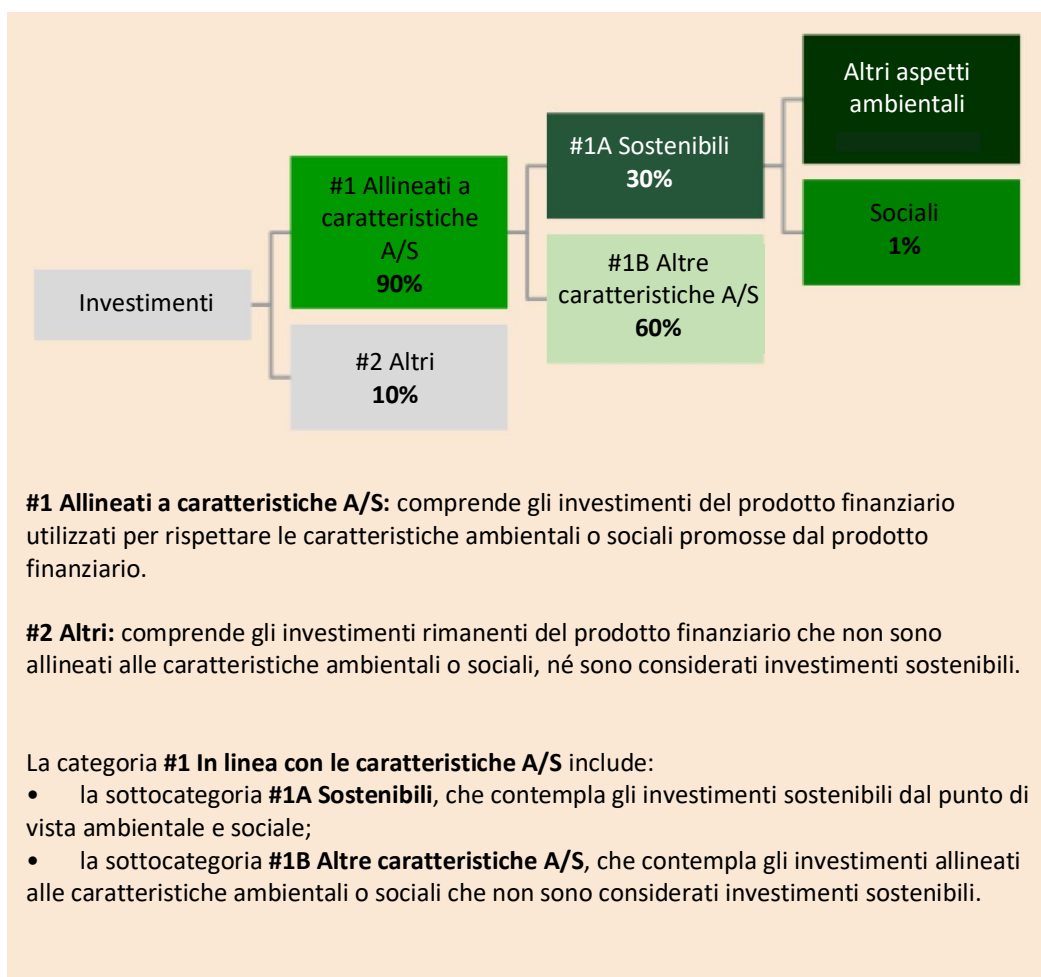 Altri aspetti
ambientali
#1A Sostenibili
30%
#1 Allineati a
caratteristiche
A/S
90%
Sociali
1%
#1B Altre
caratteristiche A/S
60%
Investimenti
#2 Altri
10%
#1 Allineati a caratteristiche A/S: comprende gli investimenti del prodotto finanziario
utilizzati per rispettare le caratteristiche ambientali o sociali promosse dal prodotto
finanziario.
#2 Altri: comprende gli investimenti rimanenti del prodotto finanziario che non sono
allineati alle caratteristiche ambientali o sociali, né sono considerati investimenti sostenibili.
La categoria #1 In linea con le caratteristiche A/S include:
• la sottocategoria #1A Sostenibili, che contempla gli investimenti sostenibili dal punto di
vista ambientale e sociale;
• la sottocategoria #1B Altre caratteristiche A/S, che contempla gli investimenti allineati
alle caratteristiche ambientali o sociali che non sono considerati investimenti sostenibili.